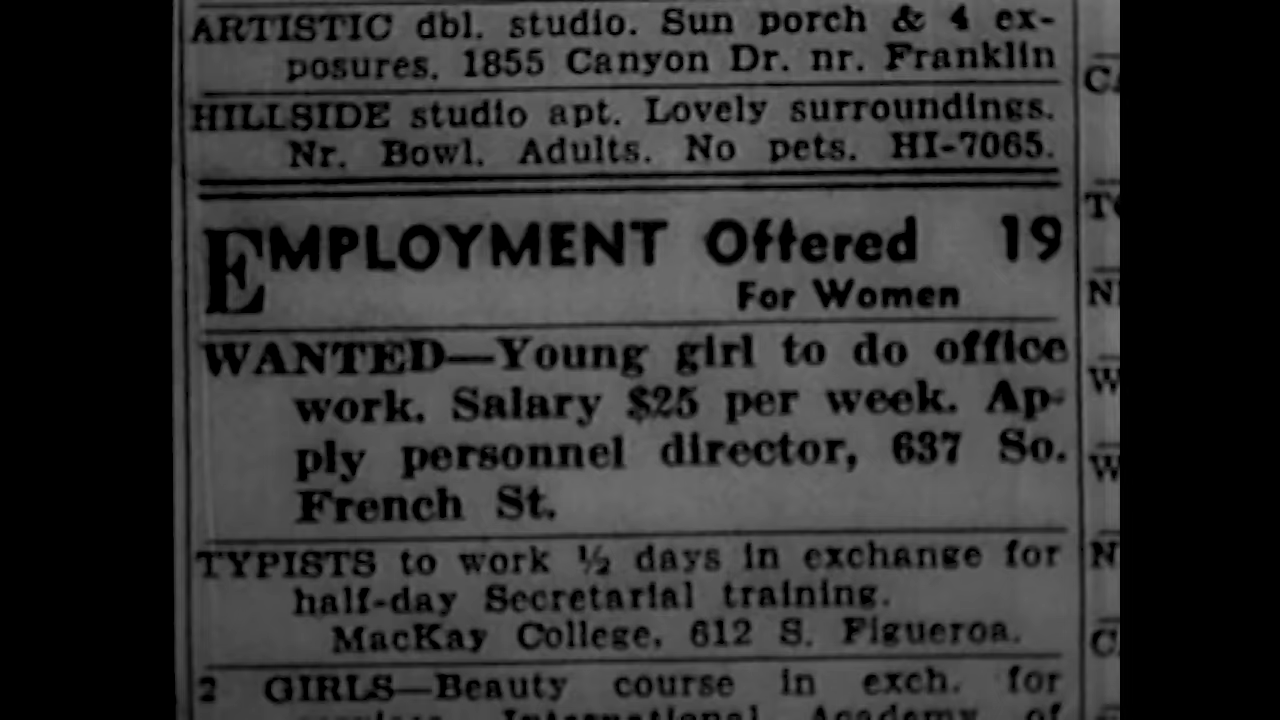 ARTISTIC dbl. studio. Sun porch & 4 ex-
posures. 1855 Canyon Dr. nr. Franklin
HILLSIDE studio apt. Lovely surroundings.
Nr. Bowl. Adults. No pets. HI-7065.
EMPLOYMENT Offered 19
For Women
WANTED—Young girl to do office
work. Salary $25 per week. Ap-
ply personnel director, 637 So.
French St.
TYPISTS to work ½ days in exchange for
half-day Secretarial training.
MacKay College, 612 S. Figueroa.
2 GIRLS—Beauty course in exch. for
International Academy of